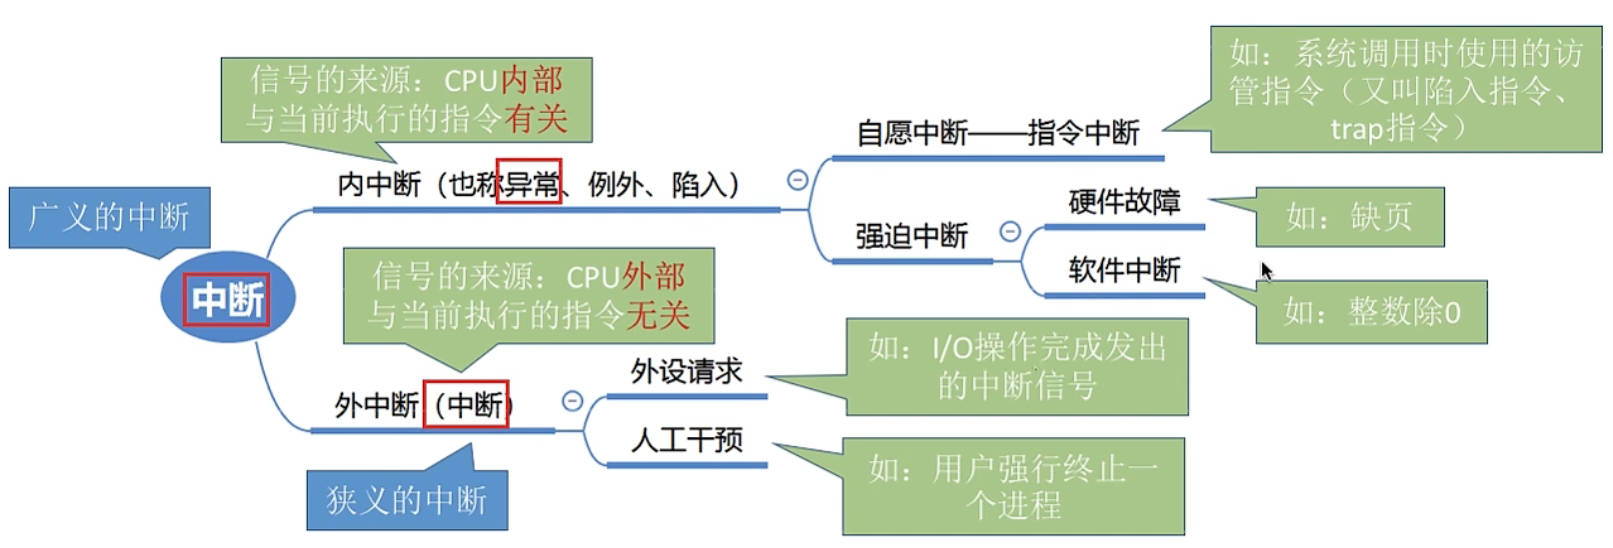 信号的来源：CPU内部
与当前执行的指令有关
如：系统调用时使用的访
管指令（又叫陷入指令、
trap指令）
自愿中断——指令中断
内中断（也称异常、例外、陷入）
广义的中断
硬件故障
如：缺页
强迫中断
信号的来源：CPU外部
与当前执行的指令无关
软件中断
如：整数除0
中断
如：I/O操作完成发出
的中断信号
外设请求
外中断（中断）
人工干预
如：用户强行终止一
个进程
狭义的中断